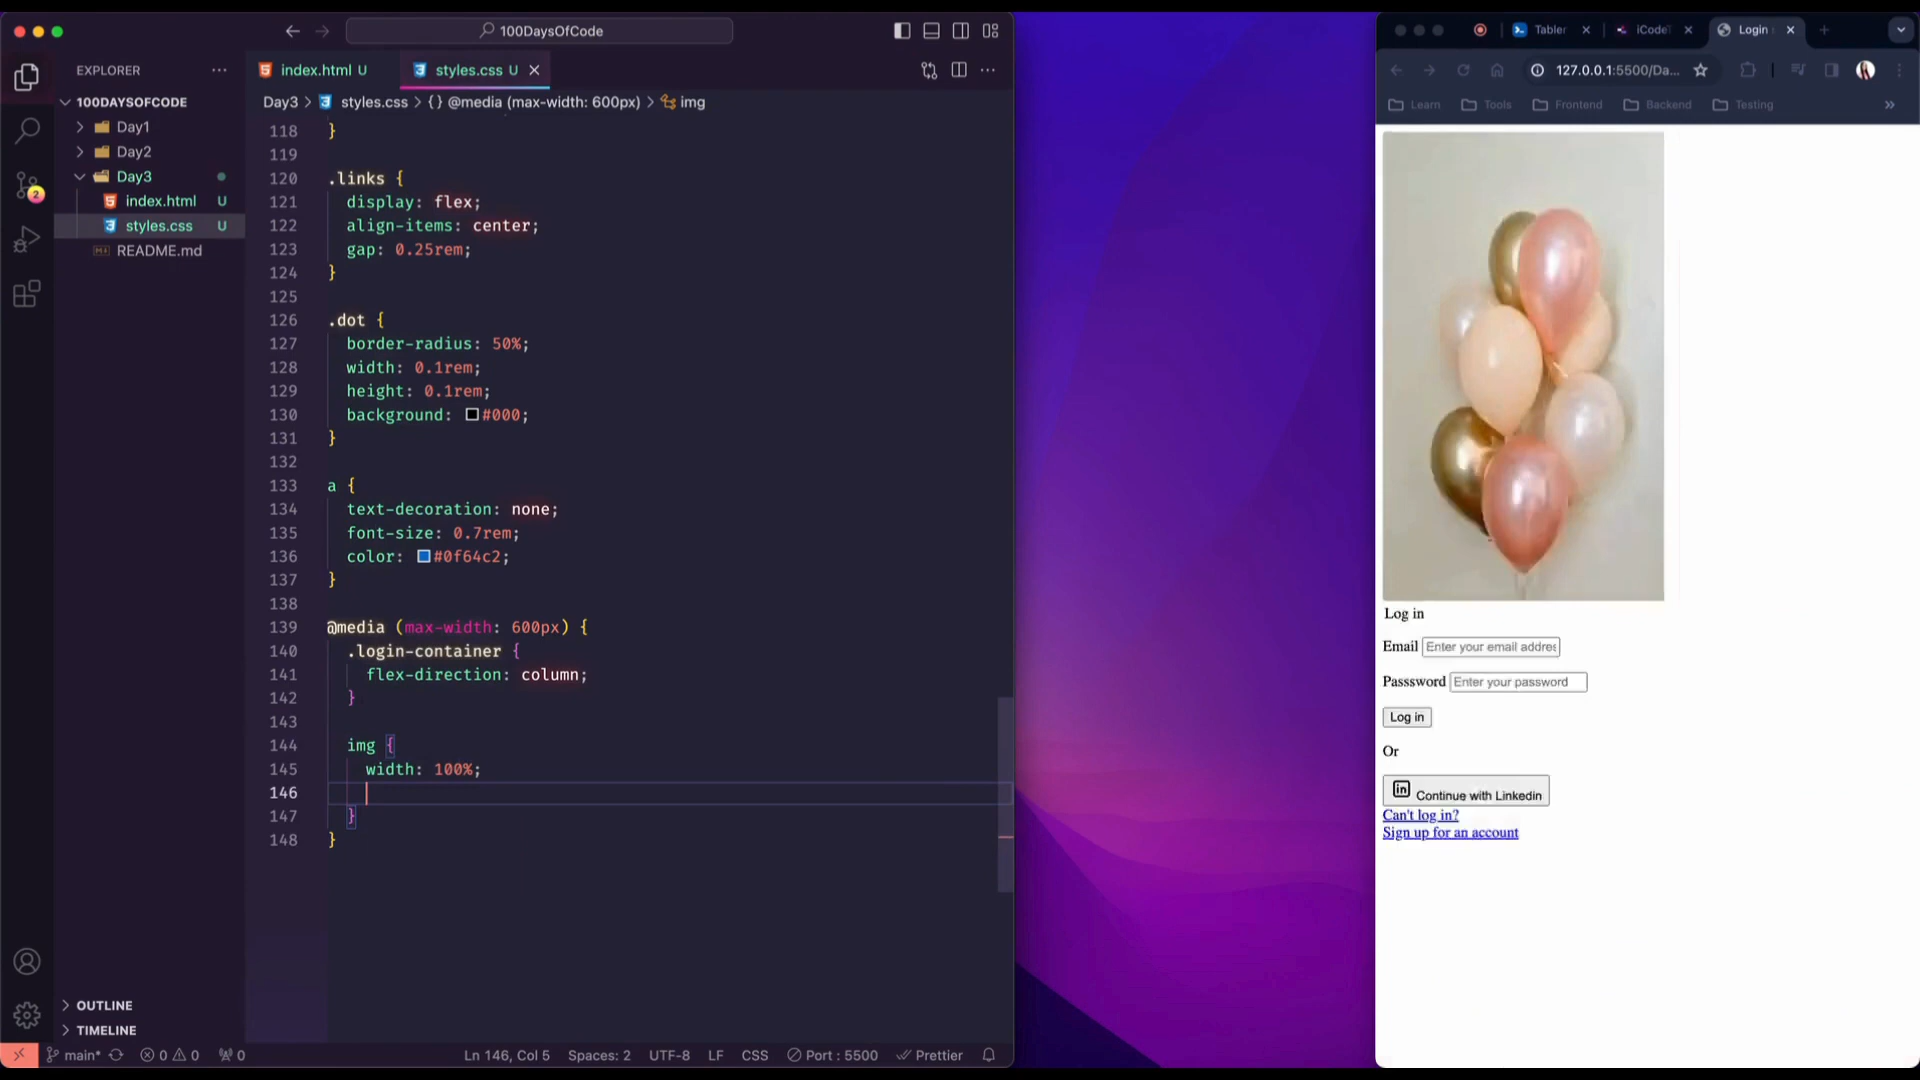 100DaysOfCode
EXPLORER
100DAYSOFCODE
Day1
Day2
Day3
index.html U
styles.css U
README.md
OUTLINE
TIMELINE
2
index.html U
styles.css U
Day3 > styles.css > {} @media (max-width: 600px) > img
118 }
119
120 .links {
121 display: flex;
122 align-items: center;
123 gap: 0.25rem;
124 }
125
126 .dot {
127 border-radius: 50%;
128 width: 0.1rem;
129 height: 0.1rem;
130 background: #000;
131 }
132
133 a {
134 text-decoration: none;
135 font-size: 0.7rem;
136 color: #0f64c2;
137 }
138
139 @media (max-width: 600px) {
140 .login-container {
141 flex-direction: column;
142 }
143
144 img {
145 width: 100%;
146
147 }
148 }
main* 0 0 0 Ln 146, Col 5 Spaces: 2 UTF-8 LF CSS Port : 5500 Prettier
Tabler iCodeT Login
127.0.0.1:5500/Da...
Learn Tools Frontend Backend Testing
Log in
Email Enter your email addres
Passsword Enter your password
Log in
Or
in Continue with Linkedin
Can't log in?
Sign up for an account